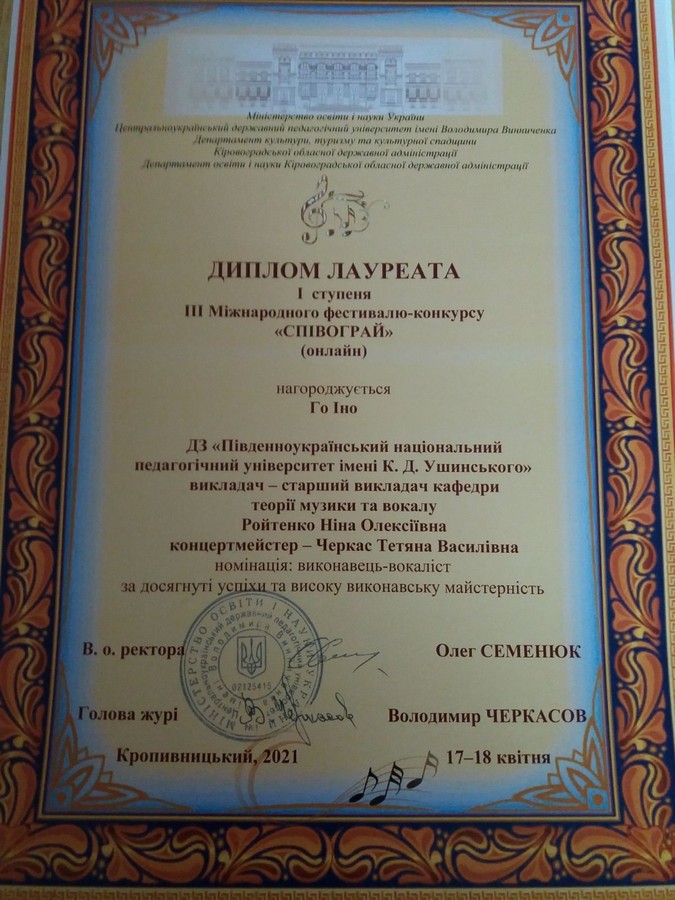 Міністерство освіти і науки України
Центральноукраїнський державний педагогічний університет імені Володимира Винниченка
Департамент культури, туризму та культурної спадщини
Кіровоградської обласної державної адміністрації
Департамент освіти і науки Кіровоградської обласної державної адміністрації
ДИПЛОМ ЛАУРЕАТА
І ступеня
ІІІ Міжнародного фестивалю-конкурсу
«СПІВОГРАЙ»
(онлайн)
нагороджується
Го Іно
ДЗ «Південноукраїнський національний
педагогічний університет імені К. Д. Ушинського»
викладач – старший викладач кафедри
теорії музики та вокалу
Ройтенко Ніна Олексіївна
концертмейстер – Черкас Тетяна Василівна
номінація: виконавець-вокаліст
за досягнуті успіхи та високу виконавську майстерність
В. о. ректора Олег СЕМЕНЮК
02125415
Голова журі Володимир ЧЕРКАСОВ
Кропивницький, 2021 17–18 квітня